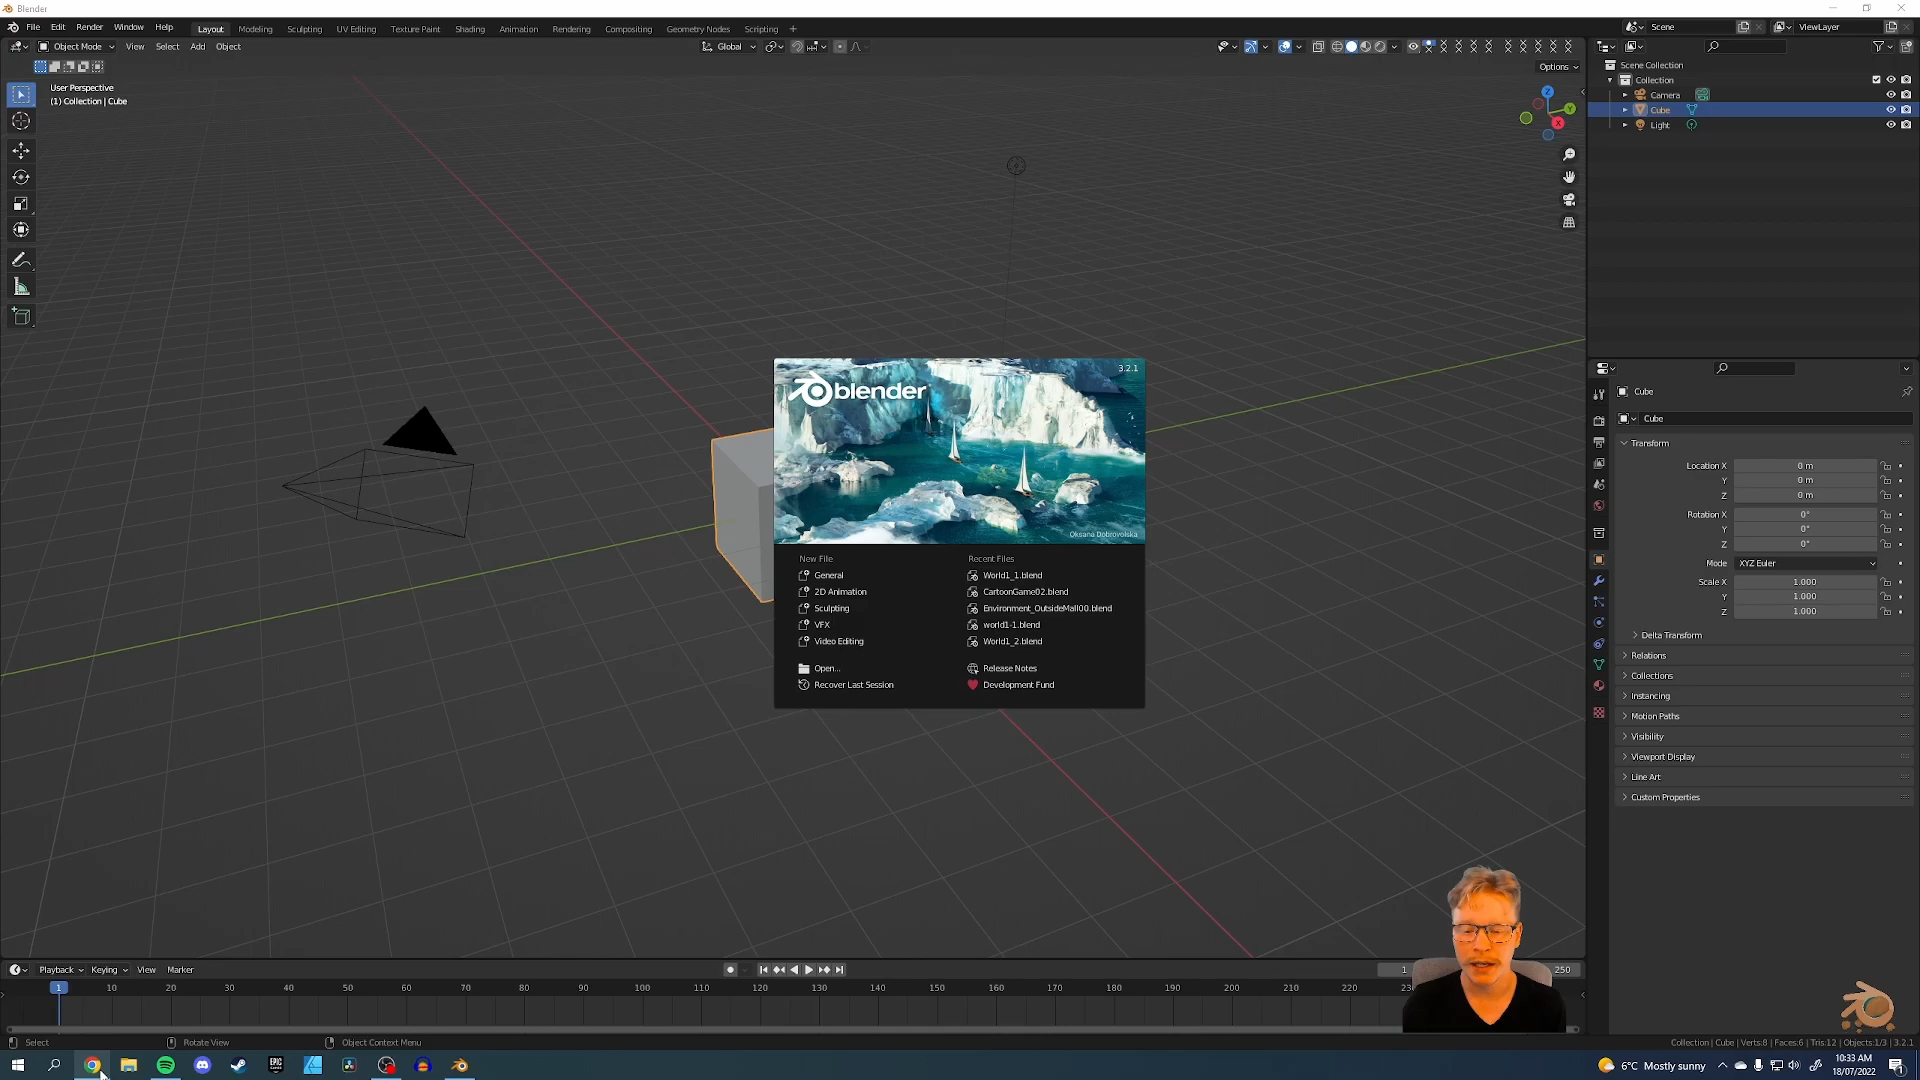 Blender
File Edit Render Window Help Layout Modeling Sculpting UV Editing Texture Paint Shading Animation Rendering Compositing Geometry Nodes Scripting + Scene ViewLayer
Object Mode View Select Add Object Global
Options
User Perspective
(1) Collection | Cube
Z
Y
X
Scene Collection
Collection
Camera
Cube
Light
3.2.1
blender
Oksana Dobrovolska
New File
General
2D Animation
Sculpting
VFX
Video Editing
Open...
Recover Last Session
Recent Files
World1_1.blend
CartoonGame02.blend
Environment_OutsideMall00.blend
world1-1.blend
World1_2.blend
Release Notes
Development Fund
Cube
Cube
Transform
Location X 0 m
Y 0 m
Z 0 m
Rotation X 0°
Y 0°
Z 0°
Mode XYZ Euler
Scale X 1.000
Y 1.000
Z 1.000
Delta Transform
Relations
Collections
Instancing
Motion Paths
Visibility
Viewport Display
Line Art
Custom Properties
Playback Keying View Marker 1 250
1 10 20 30 40 50 60 70 80 90 100 110 120 130 140 150 160 170 180 190 200 210 220
Select Rotate View Object Context Menu Collection | Cube | Verts:8 | Faces:6 | Tris:12 | Objects:1/3 | 3.2.1
EPIC GAMES
6°C Mostly sunny
10:33 AM
18/07/2022
1